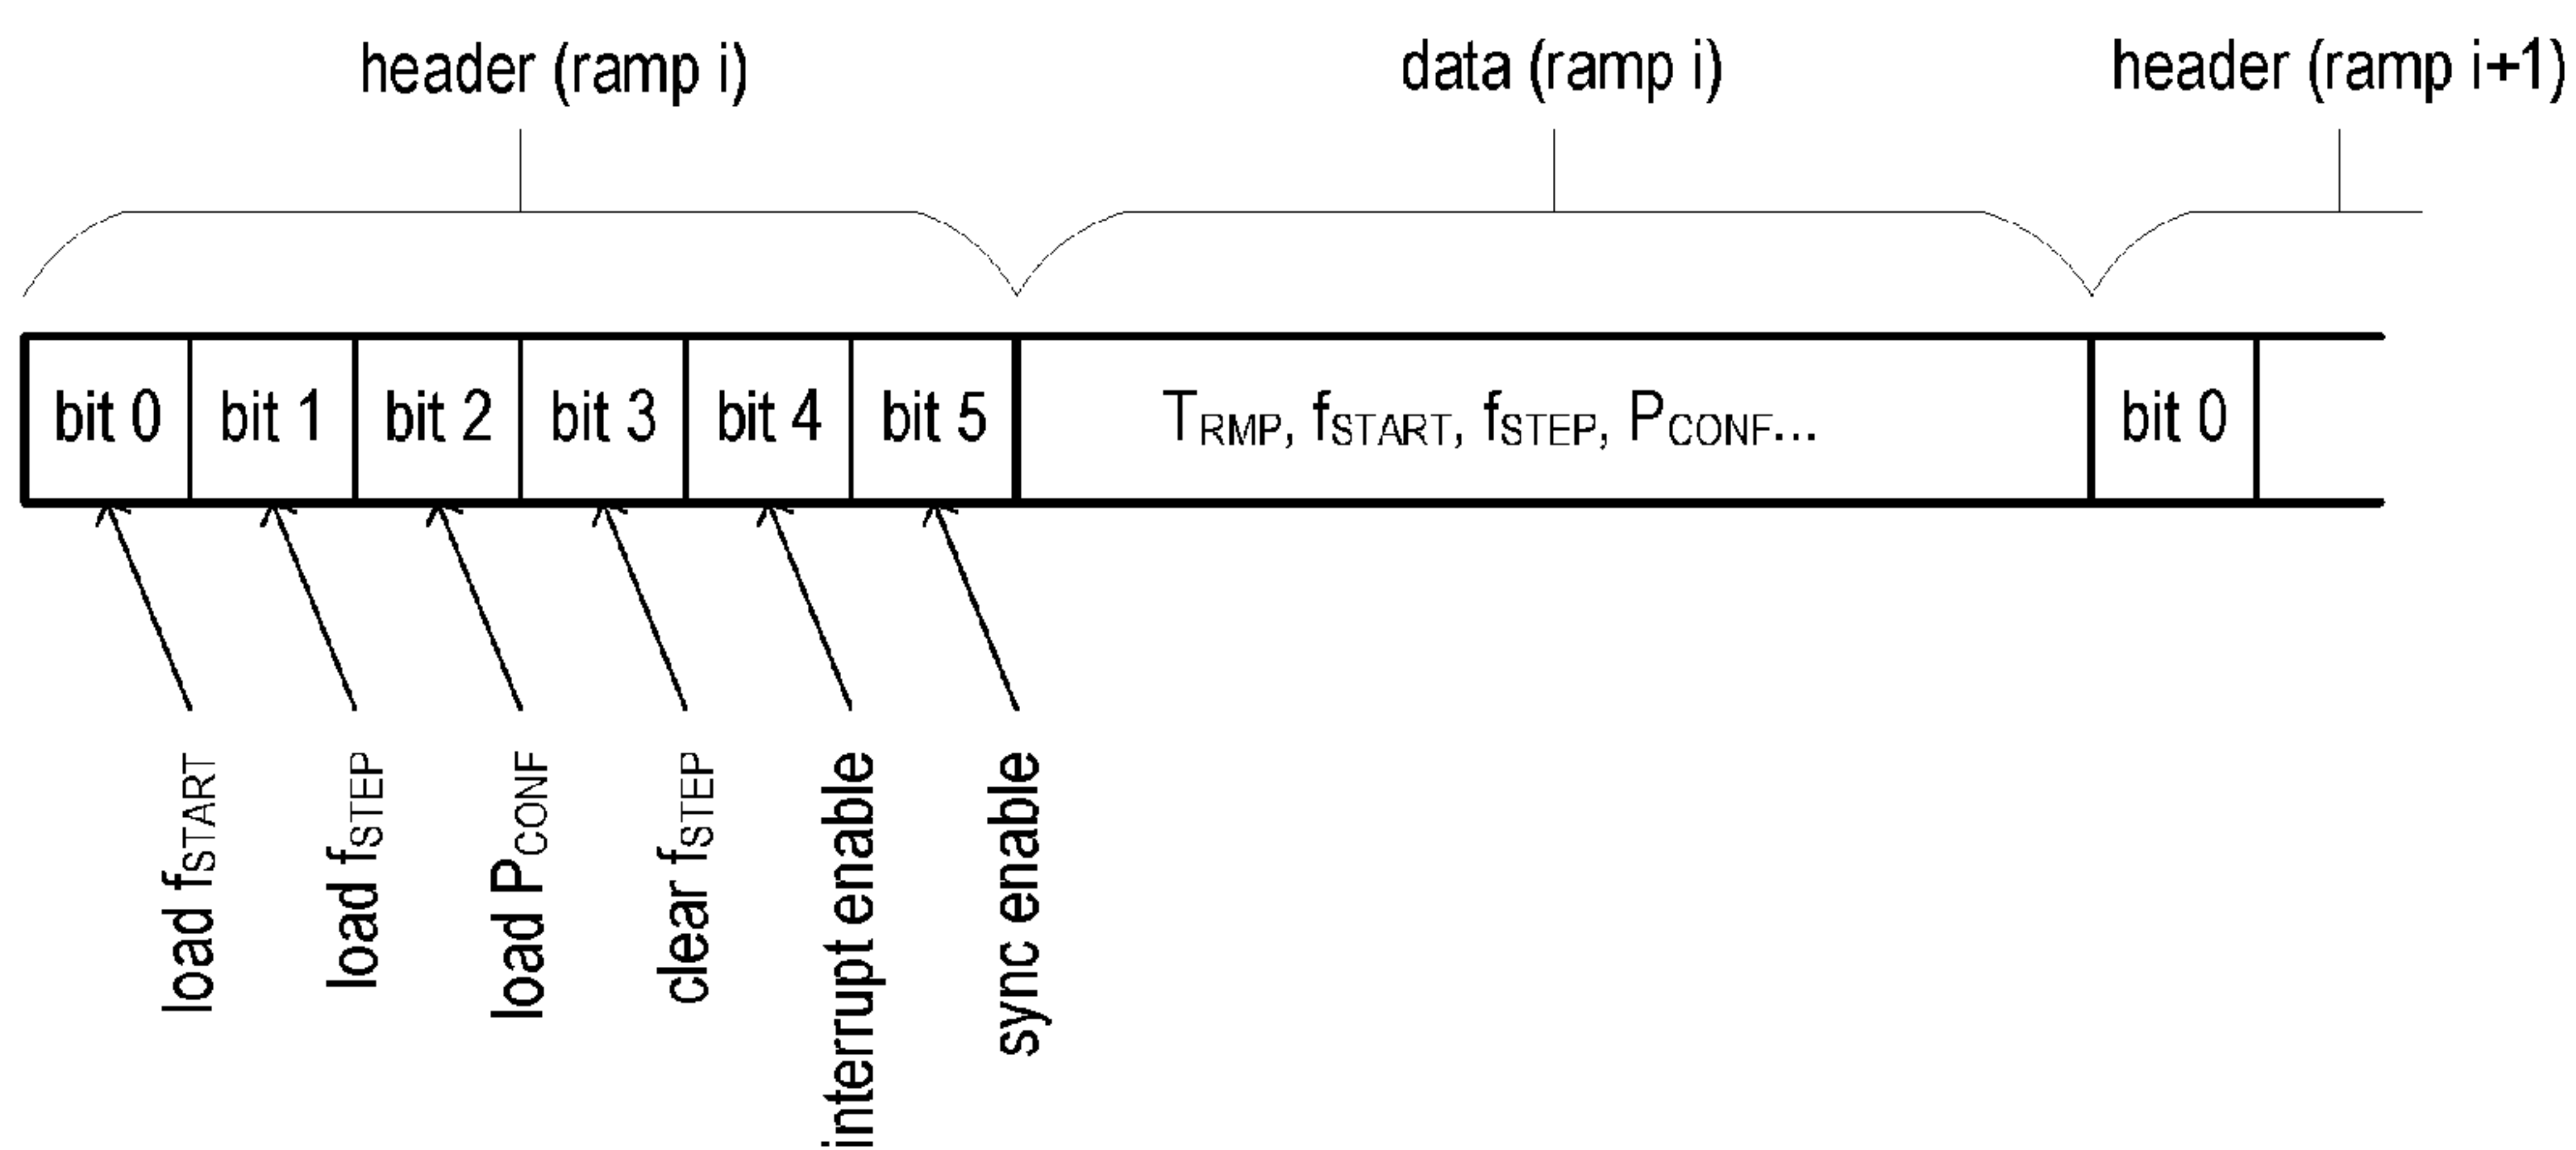 header (ramp i) data (ramp i) header (ramp i+1)
bit 0 bit 1 bit 2 bit 3 bit 4 bit 5 TRMP, fSTART, fSTEP, PCONF... bit 0
load fSTART
load fSTEP
load PCONF
clear fSTEP
interrupt enable
sync enable